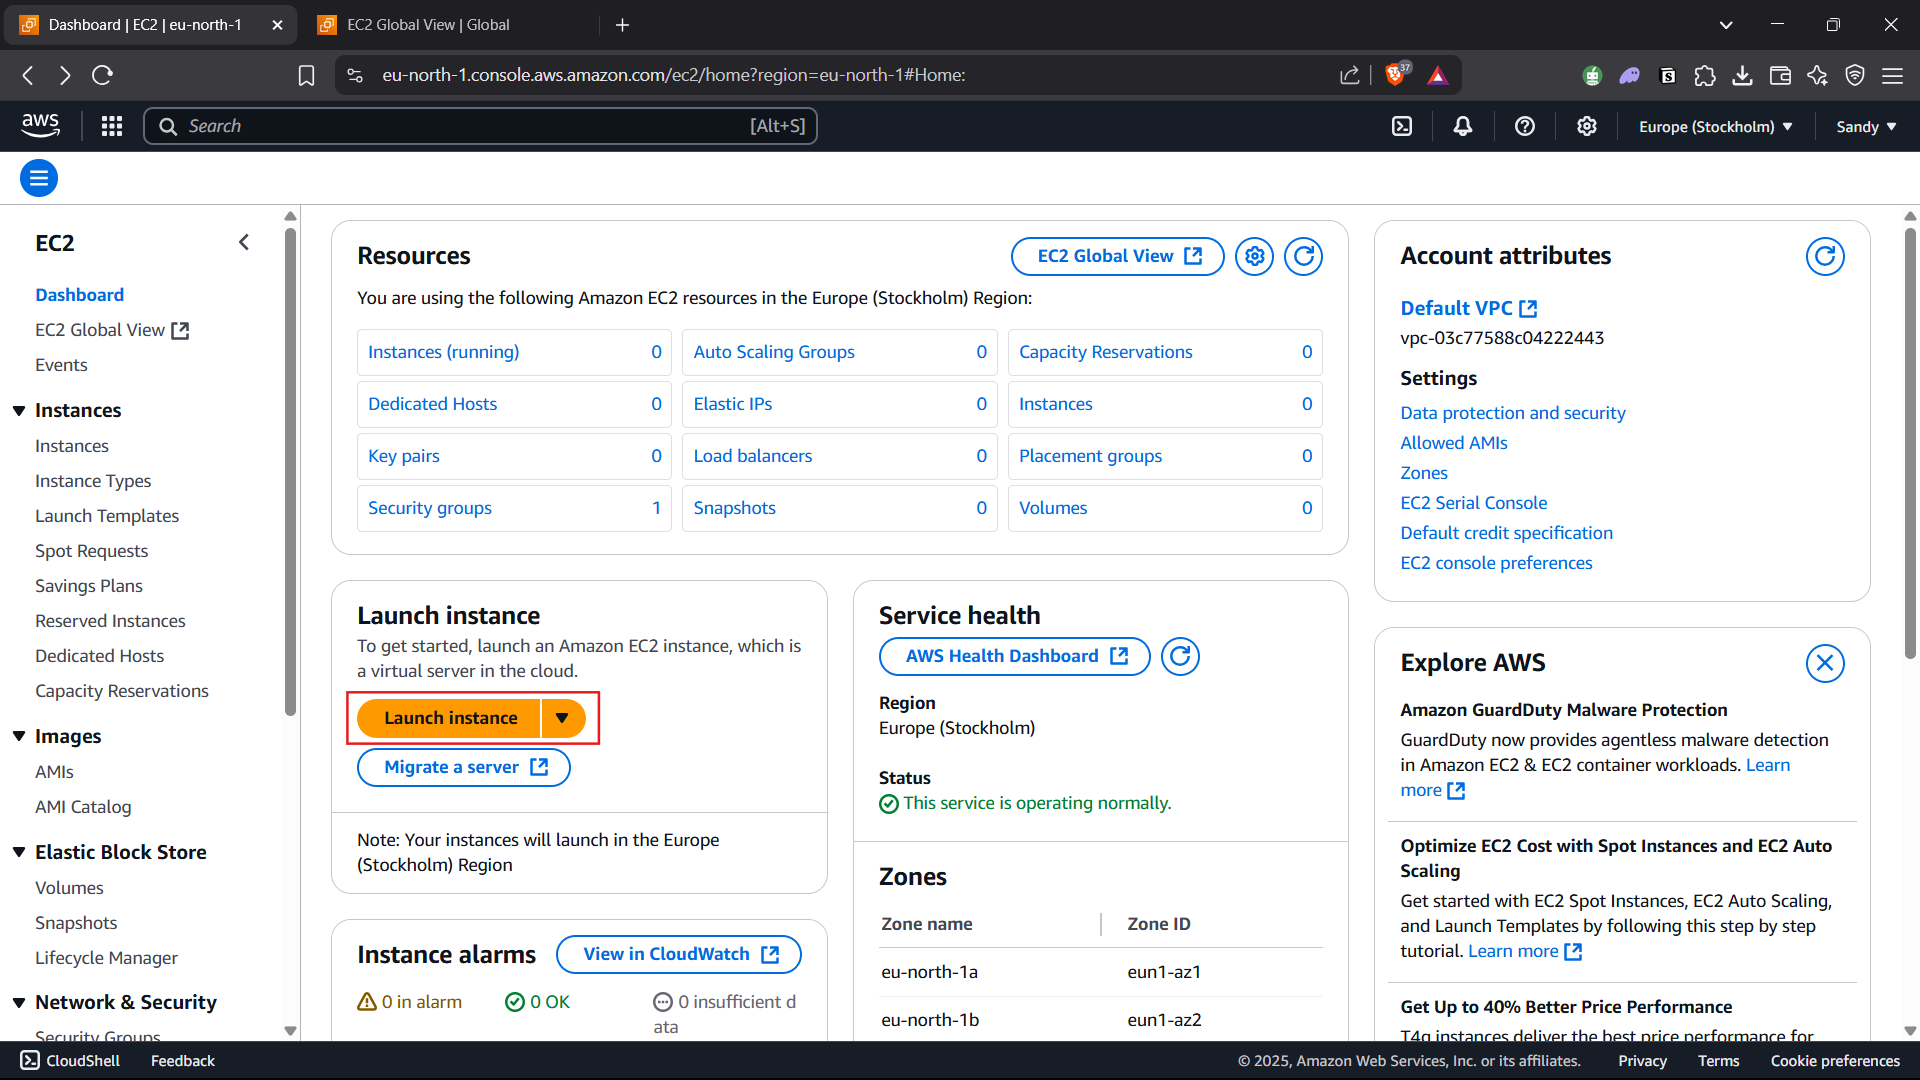 Dashboard | EC2 | eu-north-1
EC2 Global View | Global
eu-north-1.console.aws.amazon.com/ec2/home?region=eu-north-1#Home:
37
aws
Search
[Alt+S]
Europe (Stockholm)
Sandy
EC2
Dashboard
EC2 Global View
Events
Instances
Instances
Instance Types
Launch Templates
Spot Requests
Savings Plans
Reserved Instances
Dedicated Hosts
Capacity Reservations
Images
AMIs
AMI Catalog
Elastic Block Store
Volumes
Snapshots
Lifecycle Manager
Network & Security
Security Groups
Resources
EC2 Global View
You are using the following Amazon EC2 resources in the Europe (Stockholm) Region:
Instances (running) 0
Auto Scaling Groups 0
Capacity Reservations 0
Dedicated Hosts 0
Elastic IPs 0
Instances 0
Key pairs 0
Load balancers 0
Placement groups 0
Security groups 1
Snapshots 0
Volumes 0
Launch instance
To get started, launch an Amazon EC2 instance, which is
a virtual server in the cloud.
Launch instance
Migrate a server
Note: Your instances will launch in the Europe
(Stockholm) Region
Instance alarms
View in CloudWatch
0 in alarm
0 OK
0 insufficient d
ata
Service health
AWS Health Dashboard
Region
Europe (Stockholm)
Status
This service is operating normally.
Zones
Zone name
Zone ID
eu-north-1a
eun1-az1
eu-north-1b
eun1-az2
Account attributes
Default VPC
vpc-03c77588c04222443
Settings
Data protection and security
Allowed AMIs
Zones
EC2 Serial Console
Default credit specification
EC2 console preferences
Explore AWS
Amazon GuardDuty Malware Protection
GuardDuty now provides agentless malware detection
in Amazon EC2 & EC2 container workloads. Learn
more
Optimize EC2 Cost with Spot Instances and EC2 Auto
Scaling
Get started with EC2 Spot Instances, EC2 Auto Scaling,
and Launch Templates by following this step by step
tutorial. Learn more
Get Up to 40% Better Price Performance
T4g instances deliver the best price performance for
CloudShell
Feedback
© 2025, Amazon Web Services, Inc. or its affiliates.
Privacy
Terms
Cookie preferences